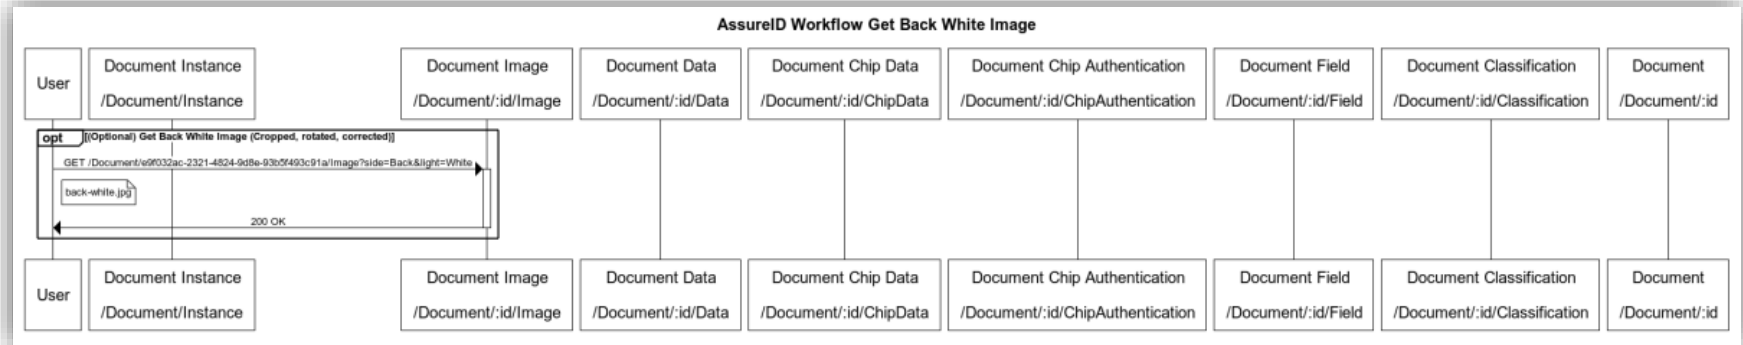 AssureID Workflow Get Back White Image
User
Document Instance
/Document/Instance
Document Image
/Document/:id/Image
Document Data
/Document/:id/Data
Document Chip Data
/Document/:id/ChipData
Document Chip Authentication
/Document/:id/ChipAuthentication
Document Field
/Document/:id/Field
Document Classification
/Document/:id/Classification
Document
/Document/:id
opt
[(Optional) Get Back White Image (Cropped, rotated, corrected)]
GET /Document/e9f032ac-2321-4824-9d8e-93b5f493c91a/Image?side=Back&light=White
back-white.jpg
200 OK
User
Document Instance
/Document/Instance
Document Image
/Document/:id/Image
Document Data
/Document/:id/Data
Document Chip Data
/Document/:id/ChipData
Document Chip Authentication
/Document/:id/ChipAuthentication
Document Field
/Document/:id/Field
Document Classification
/Document/:id/Classification
Document
/Document/:id